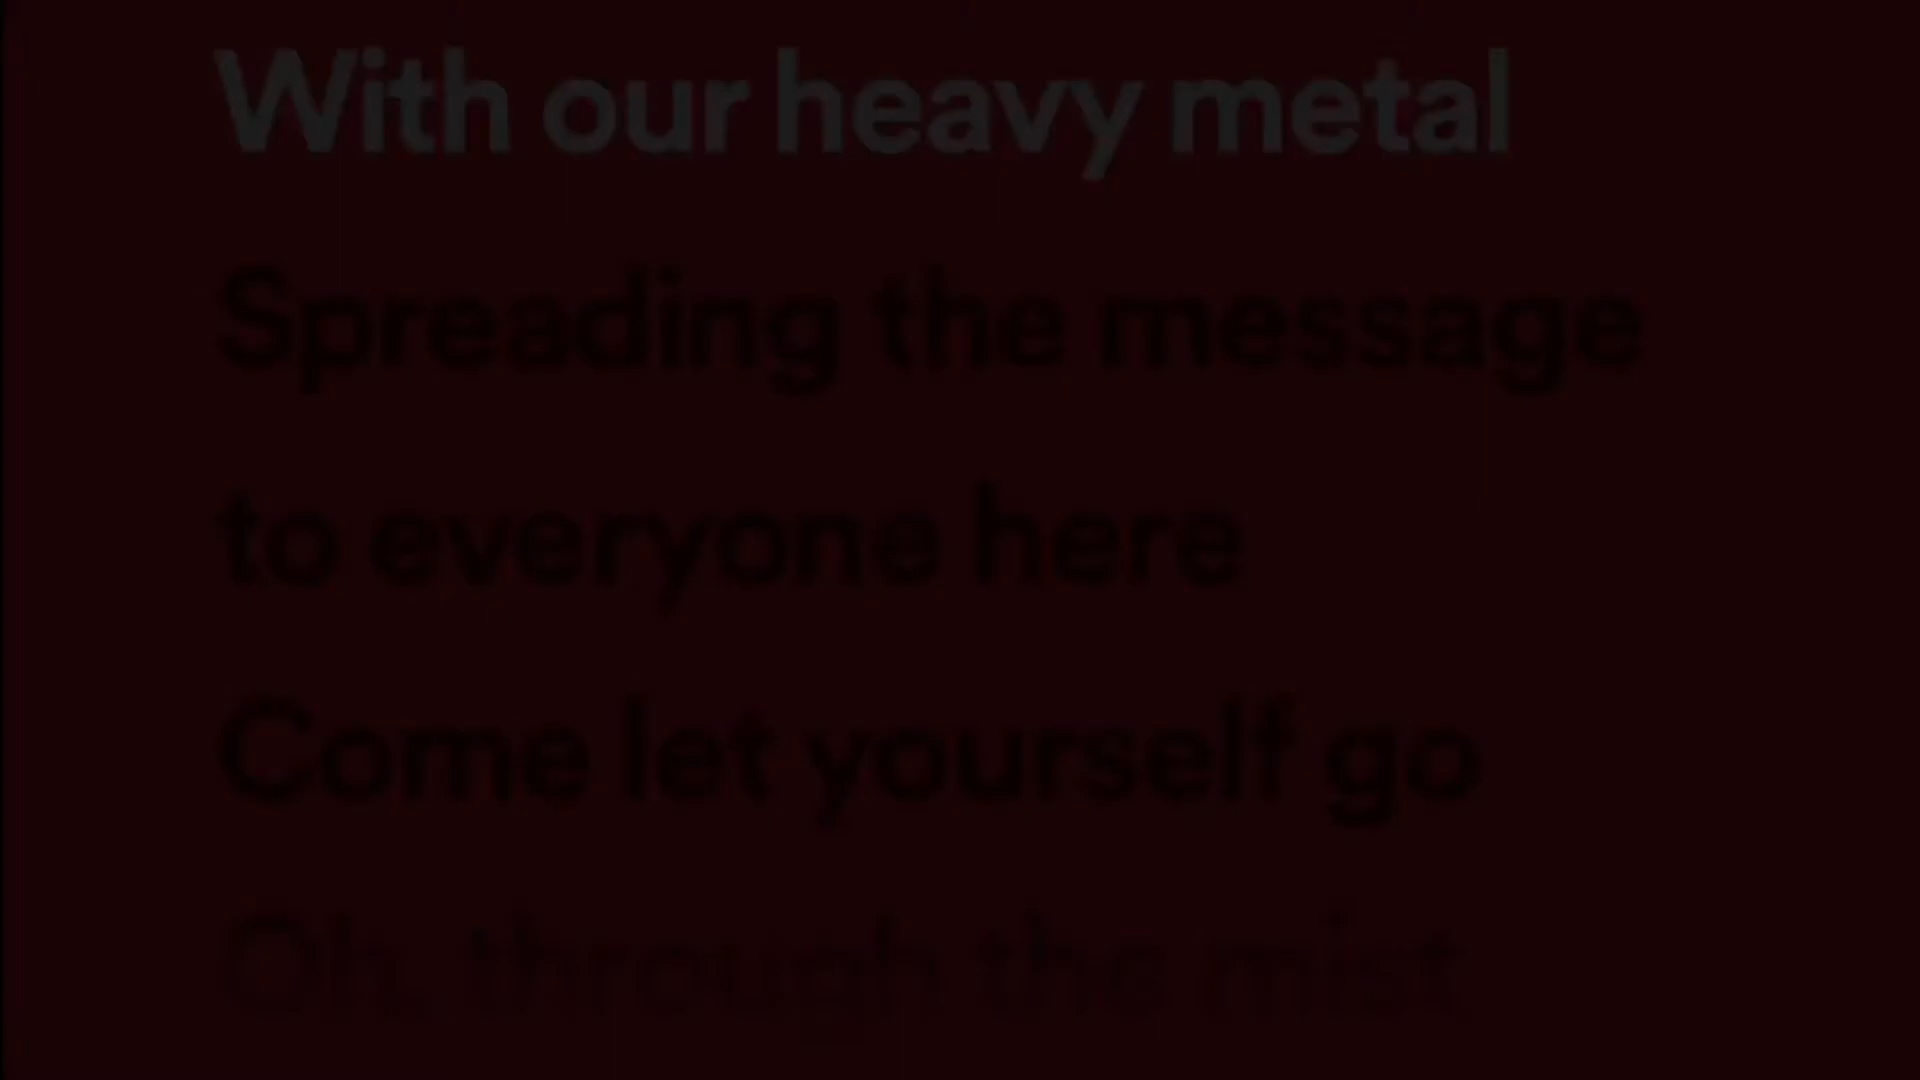 With our heavy metal
Spreading the message
to everyone here
Come let yourself go
Oh, through the mist